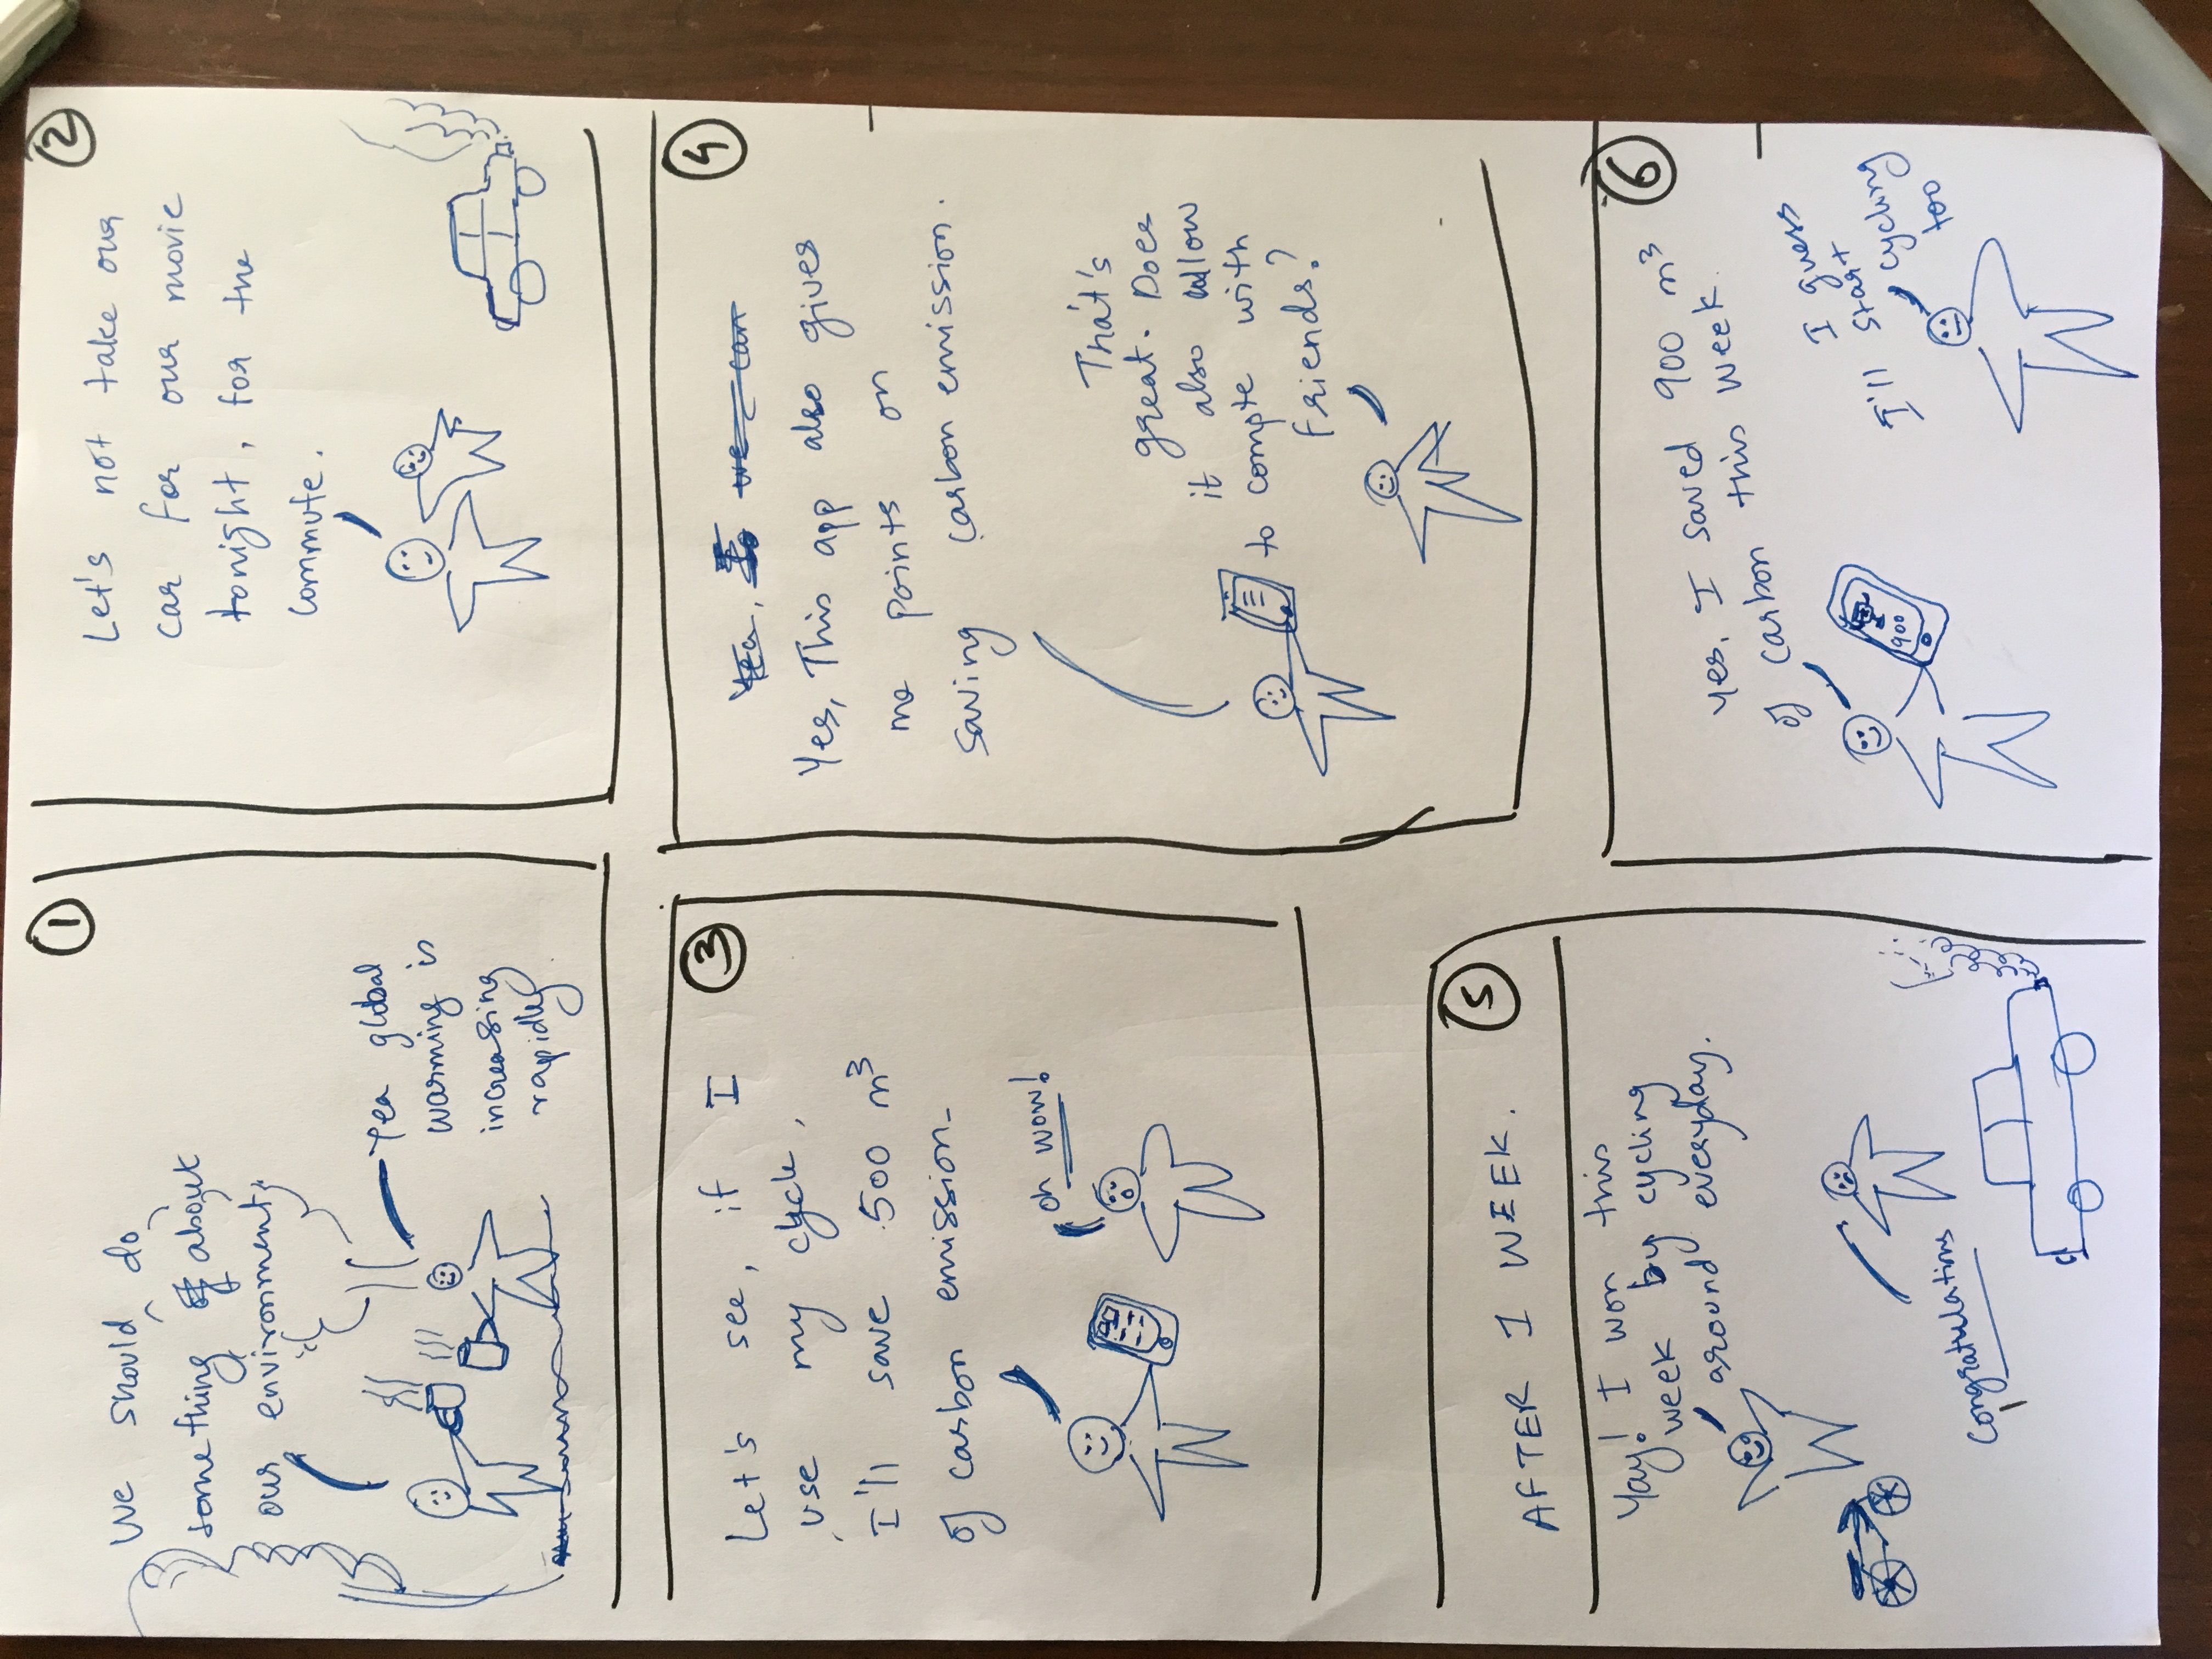 1
We should do
something about
our environment
Yea global
warming is
increasing
rapidly.
2
Let's not take our
car for our movie
tonight, for the
commute.
3
Let's see, if I
use my cycle,
I'll save 500 m³
of carbon emission-
oh wow!
4
Yea, we can
Yes, This app also gives
me points on
saving carbon emission.
That's
great. Does
it also allow
to compte with
friends?
5
AFTER 1 WEEK.
Yay! I won this
week by cycling
around everyday.
Congratulations
6
Yes, I saved 900 m³
of carbon this week.
900
I guess
I'll start
cycling
too